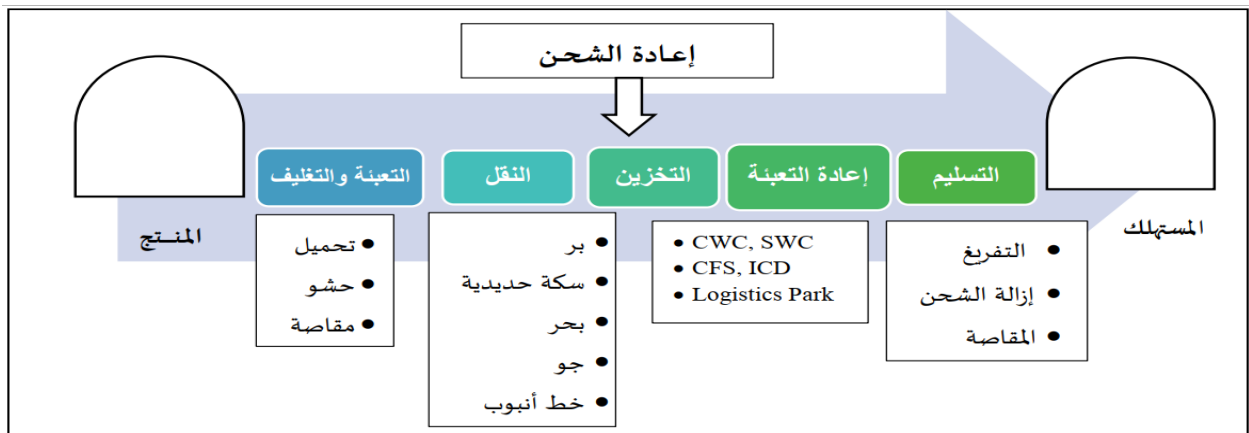 إعادة الشحن
التعبئة والتغليف
النقل
التخزين
إعادة التعبئة
التسليم
المنتج
المستهلك
• تحميل
• حشو
• مقاصة
• بر
• سكة حديدية
• بحر
• جو
• خط أنبوب
• CWC, SWC
• CFS, ICD
• Logistics Park
• التفريغ
• إزالة الشحن
• المقاصة